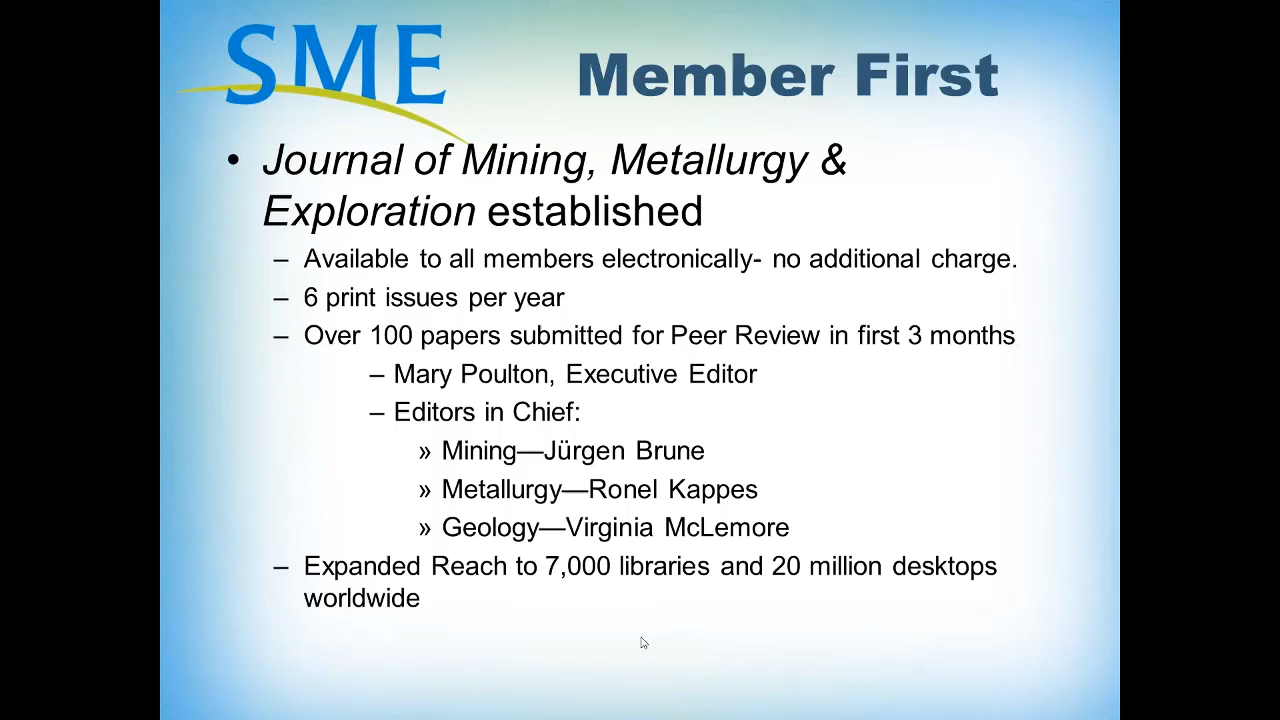 SME
Member First
• Journal of Mining, Metallurgy &
Exploration established
– Available to all members electronically- no additional charge.
– 6 print issues per year
– Over 100 papers submitted for Peer Review in first 3 months
– Mary Poulton, Executive Editor
– Editors in Chief:
» Mining—Jürgen Brune
» Metallurgy—Ronel Kappes
» Geology—Virginia McLemore
– Expanded Reach to 7,000 libraries and 20 million desktops
worldwide